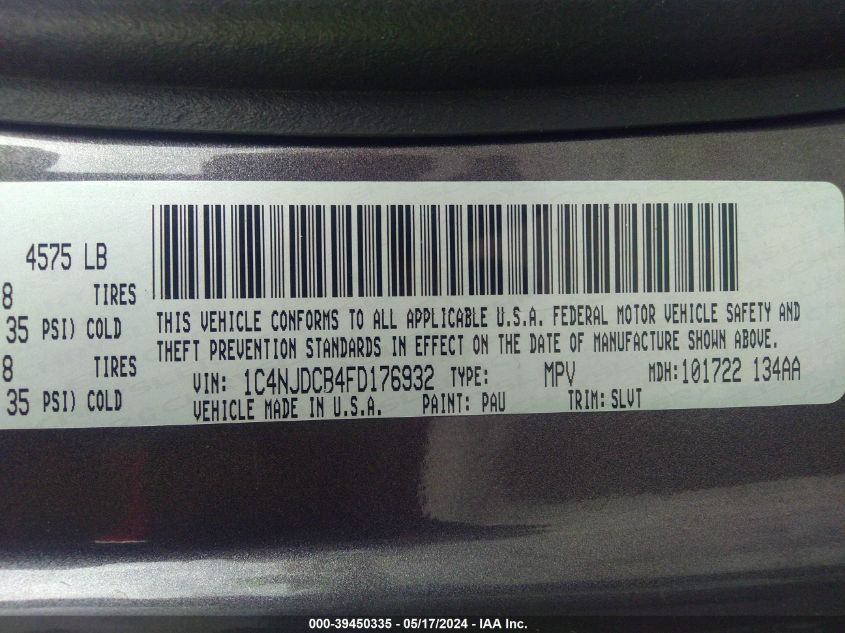 4575 LB
8 TIRES
35 PSI) COLD
8 TIRES
35 PSI) COLD
THIS VEHICLE CONFORMS TO ALL APPLICABLE U.S.A. FEDERAL MOTOR VEHICLE SAFETY AND
THEFT PREVENTION STANDARDS IN EFFECT ON THE DATE OF MANUFACTURE SHOWN ABOVE.
VIN: 1C4NJDCB4FD176932 TYPE: MPV MDH:101722 134AA
VEHICLE MADE IN U.S.A. PAINT: PAU TRIM: SLVT
000-39450335 - 05/17/2024 - IAA Inc.